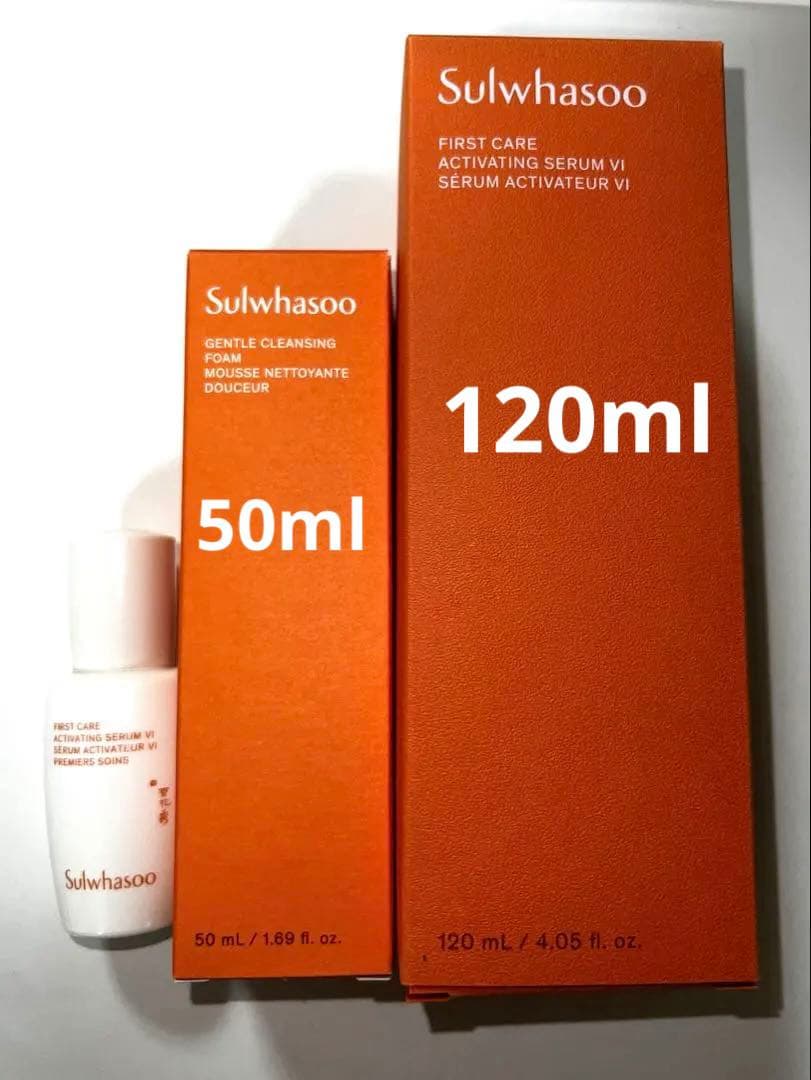 Sulwhasoo
FIRST CARE
ACTIVATING SERUM VI
SÉRUM ACTIVATEUR VI
120ml
120 mL / 4.05 fl. oz.
Sulwhasoo
GENTLE CLEANSING
FOAM
MOUSSE NETTOYANTE
DOUCEUR
50ml
50 mL / 1.69 fl. oz.
FIRST CARE
ACTIVATING SERUM VI
SÉRUM ACTIVATEUR VI
PREMIERS SOINS
Sulwhasoo